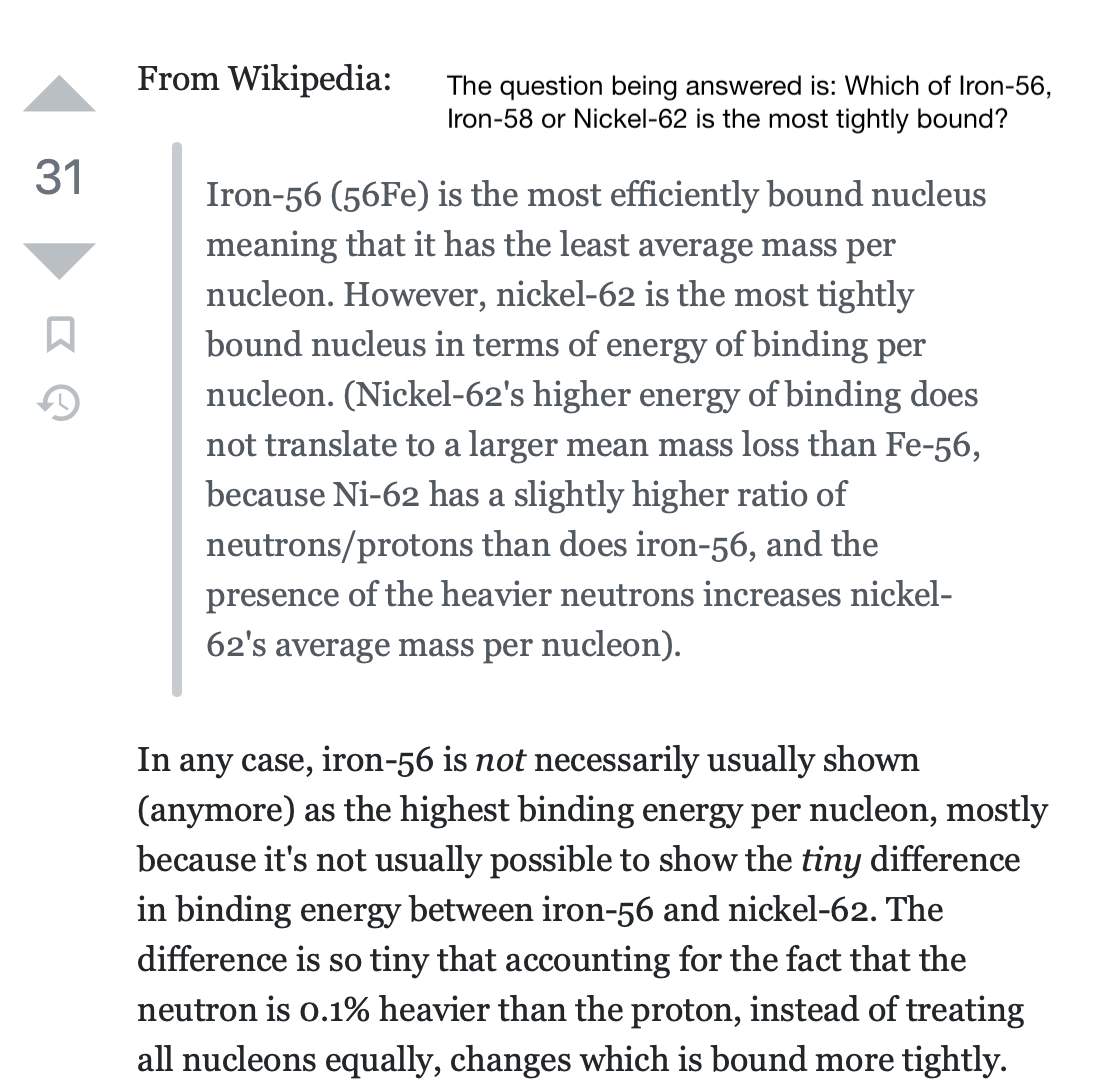 From Wikipedia:
The question being answered is: Which of Iron-56,
Iron-58 or Nickel-62 is the most tightly bound?
31
Iron-56 (56Fe) is the most efficiently bound nucleus
meaning that it has the least average mass per
nucleon. However, nickel-62 is the most tightly
bound nucleus in terms of energy of binding per
nucleon. (Nickel-62's higher energy of binding does
not translate to a larger mean mass loss than Fe-56,
because Ni-62 has a slightly higher ratio of
neutrons/protons than does iron-56, and the
presence of the heavier neutrons increases nickel-
62's average mass per nucleon).
In any case, iron-56 is not necessarily usually shown
(anymore) as the highest binding energy per nucleon, mostly
because it's not usually possible to show the tiny difference
in binding energy between iron-56 and nickel-62. The
difference is so tiny that accounting for the fact that the
neutron is 0.1% heavier than the proton, instead of treating
all nucleons equally, changes which is bound more tightly.